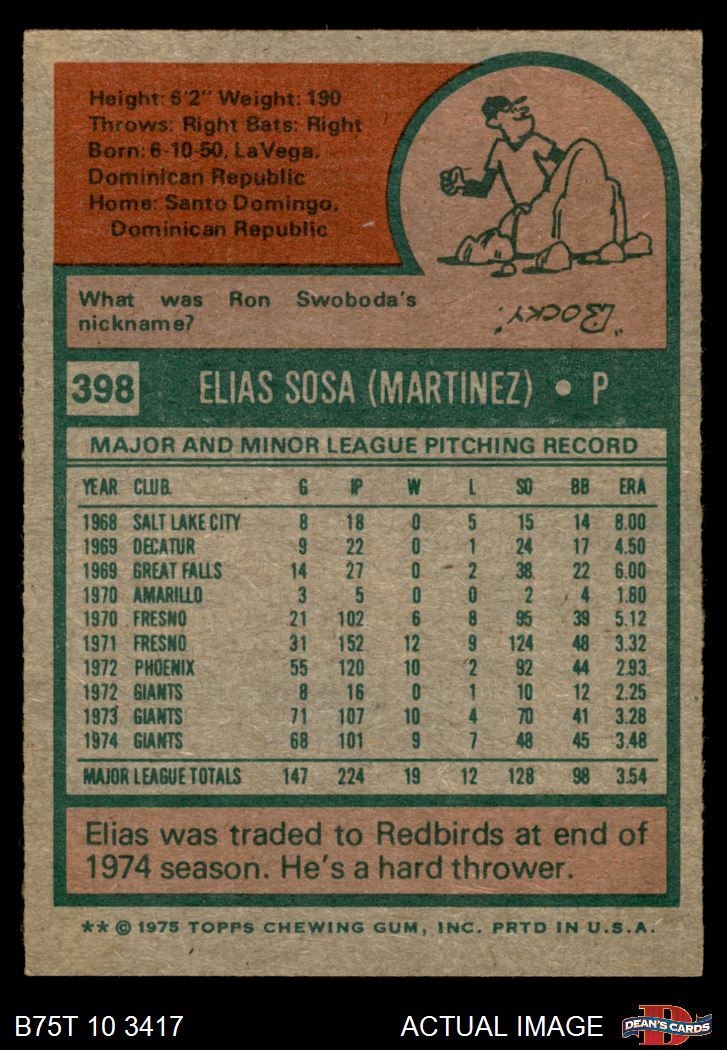 Height: 6'2" Weight: 190
Throws: Right Bats: Right
Born: 6-10-50, LaVega,
Dominican Republic
Home: Santo Domingo,
Dominican Republic
What was Ron Swoboda's
nickname?
"Rocky."
398 ELIAS SOSA (MARTINEZ) • P
MAJOR AND MINOR LEAGUE PITCHING RECORD
YEAR CLUB G IP W L SO BB ERA
1968 SALT LAKE CITY 8 18 0 5 15 14 8.00
1969 DECATUR 9 22 0 1 24 17 4.50
1969 GREAT FALLS 14 27 0 2 38 22 6.00
1970 AMARILLO 3 5 0 0 2 4 1.80
1970 FRESNO 21 102 6 8 95 39 5.12
1971 FRESNO 31 152 12 9 124 48 3.32
1972 PHOENIX 55 120 10 2 92 44 2.93
1972 GIANTS 8 16 0 1 10 12 2.25
1973 GIANTS 71 107 10 4 70 41 3.28
1974 GIANTS 68 101 9 7 48 45 3.48
MAJOR LEAGUE TOTALS 147 224 19 12 128 98 3.54
Elias was traded to Redbirds at end of
1974 season. He's a hard thrower.
** © 1975 TOPPS CHEWING GUM, INC. PRTD IN U.S.A.
B75T 10 3417 ACTUAL IMAGE D DEAN'S CARDS